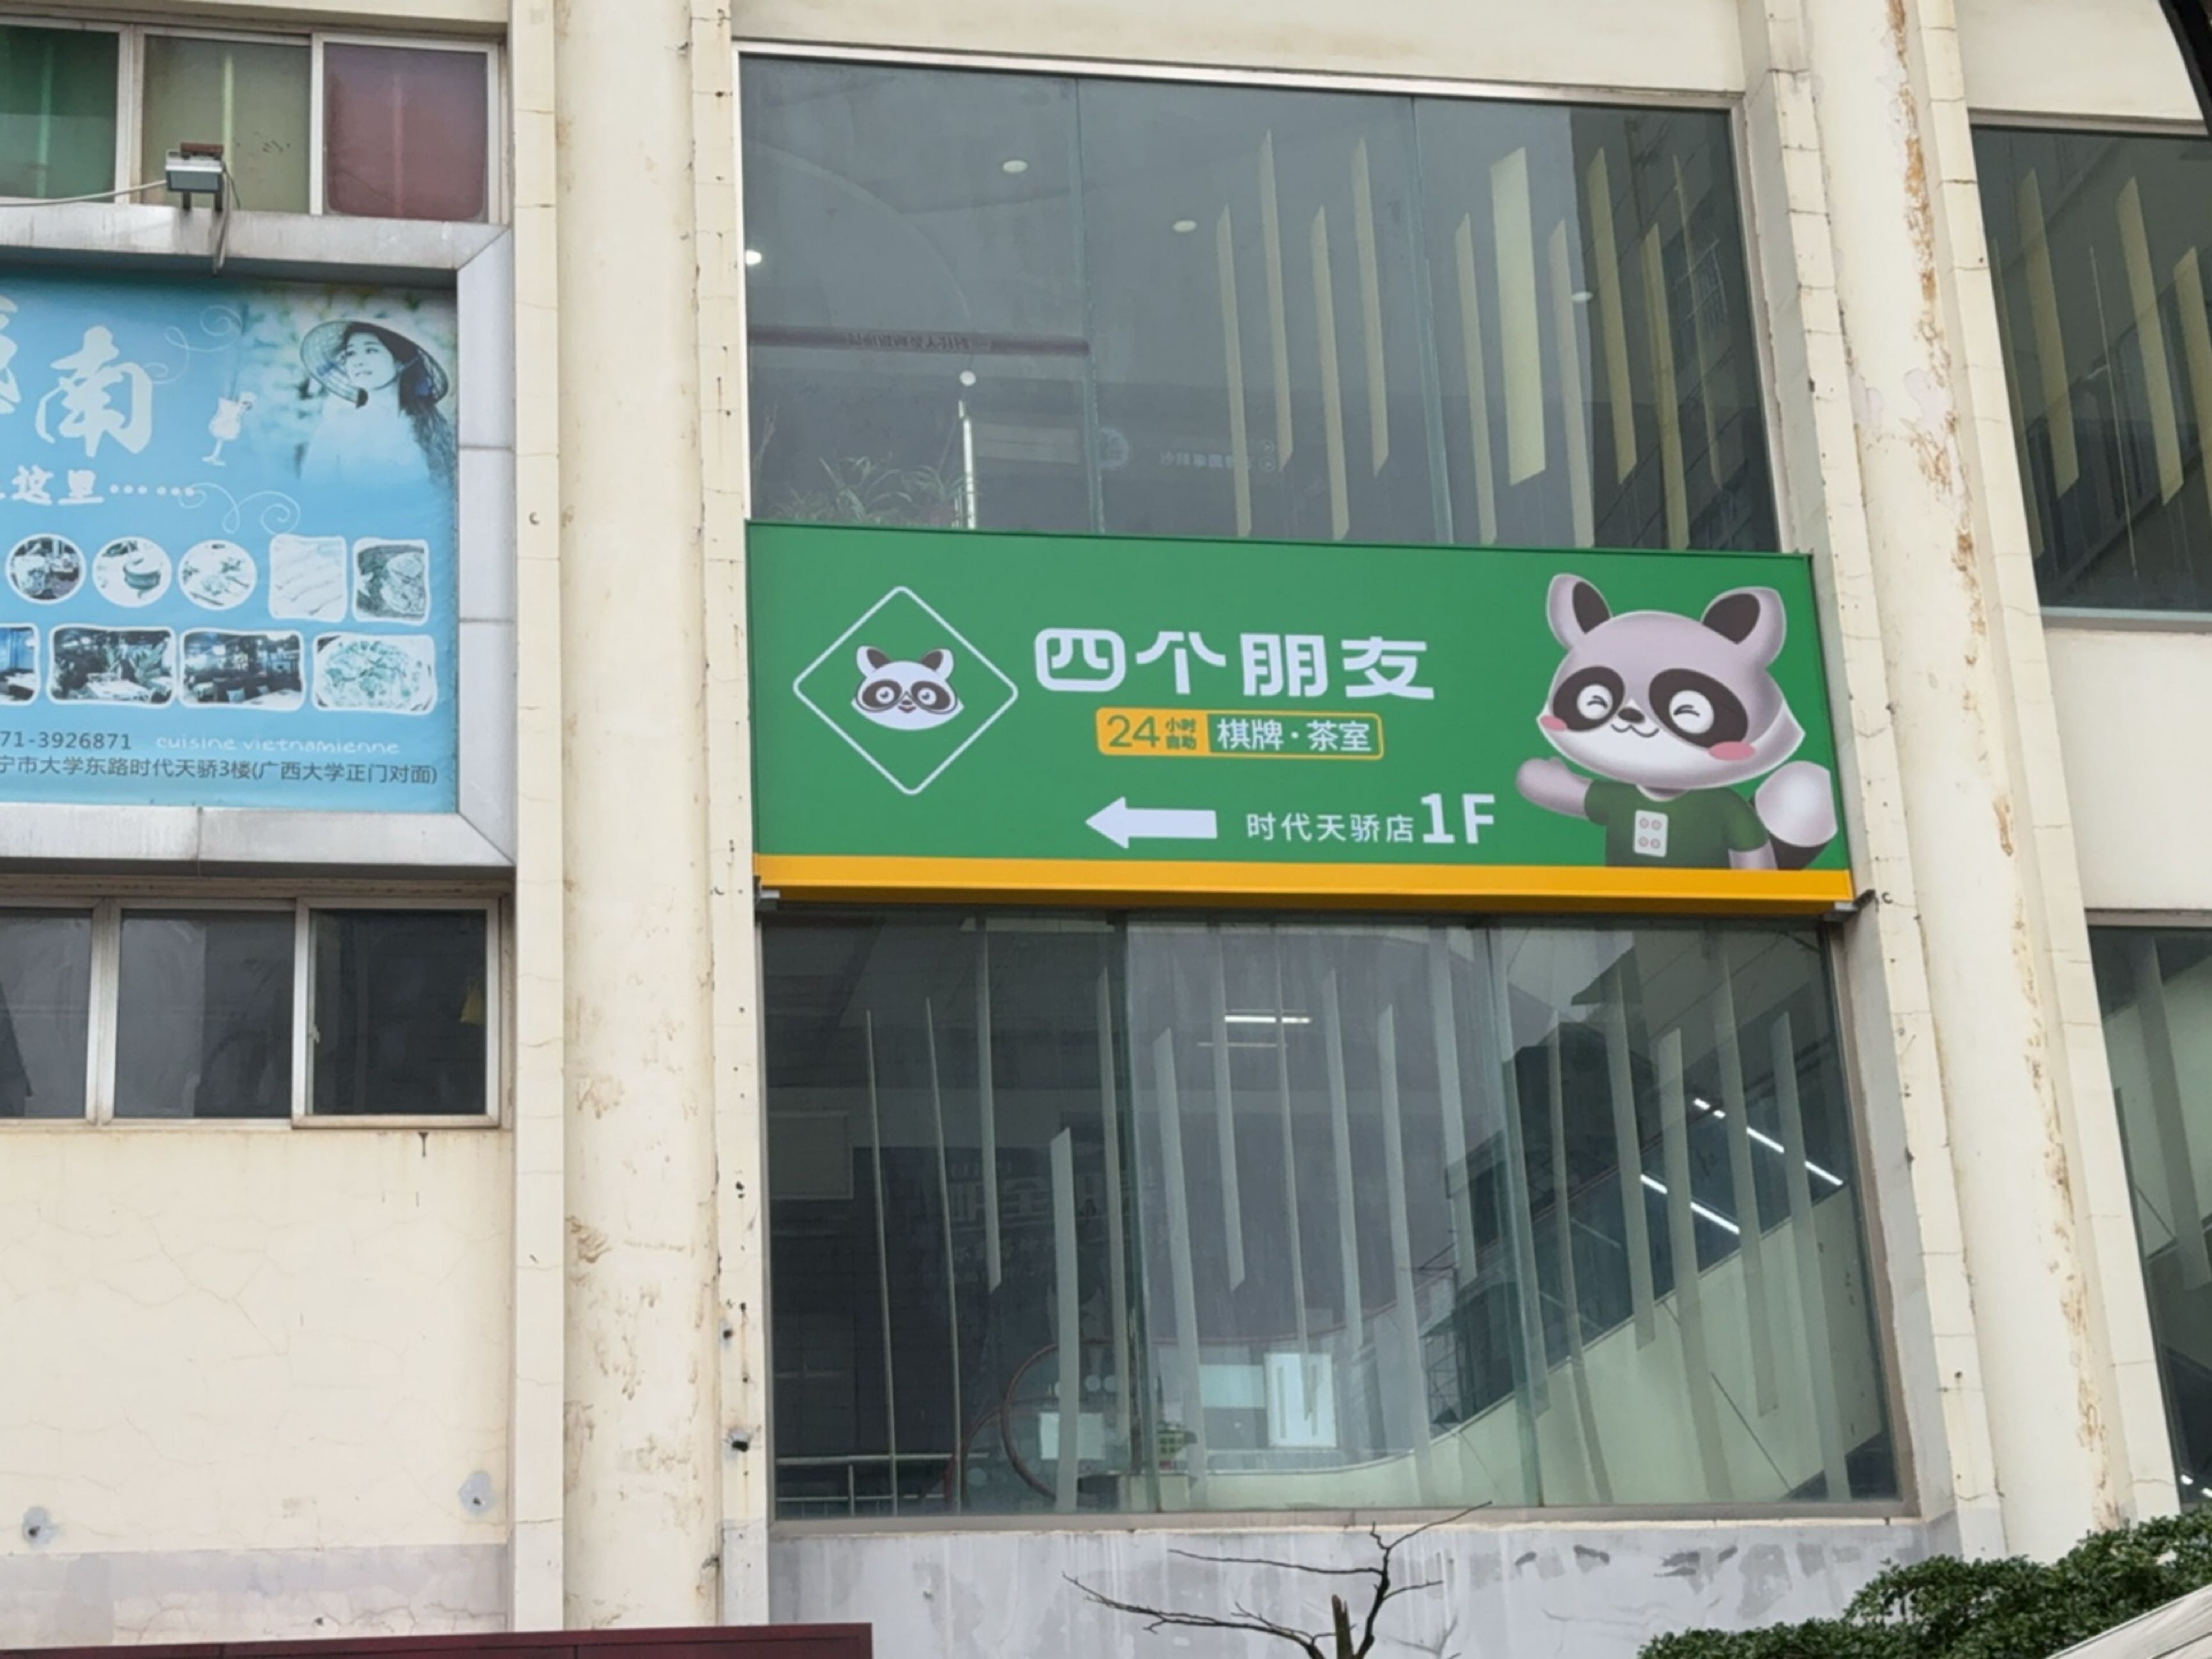 南
这里……
71-3926871 cuisine vietnamienne
宁市大学东路时代天骄3楼(广西大学正门对面)
四个朋友
24小时自助 棋牌·茶室
时代天骄店1F